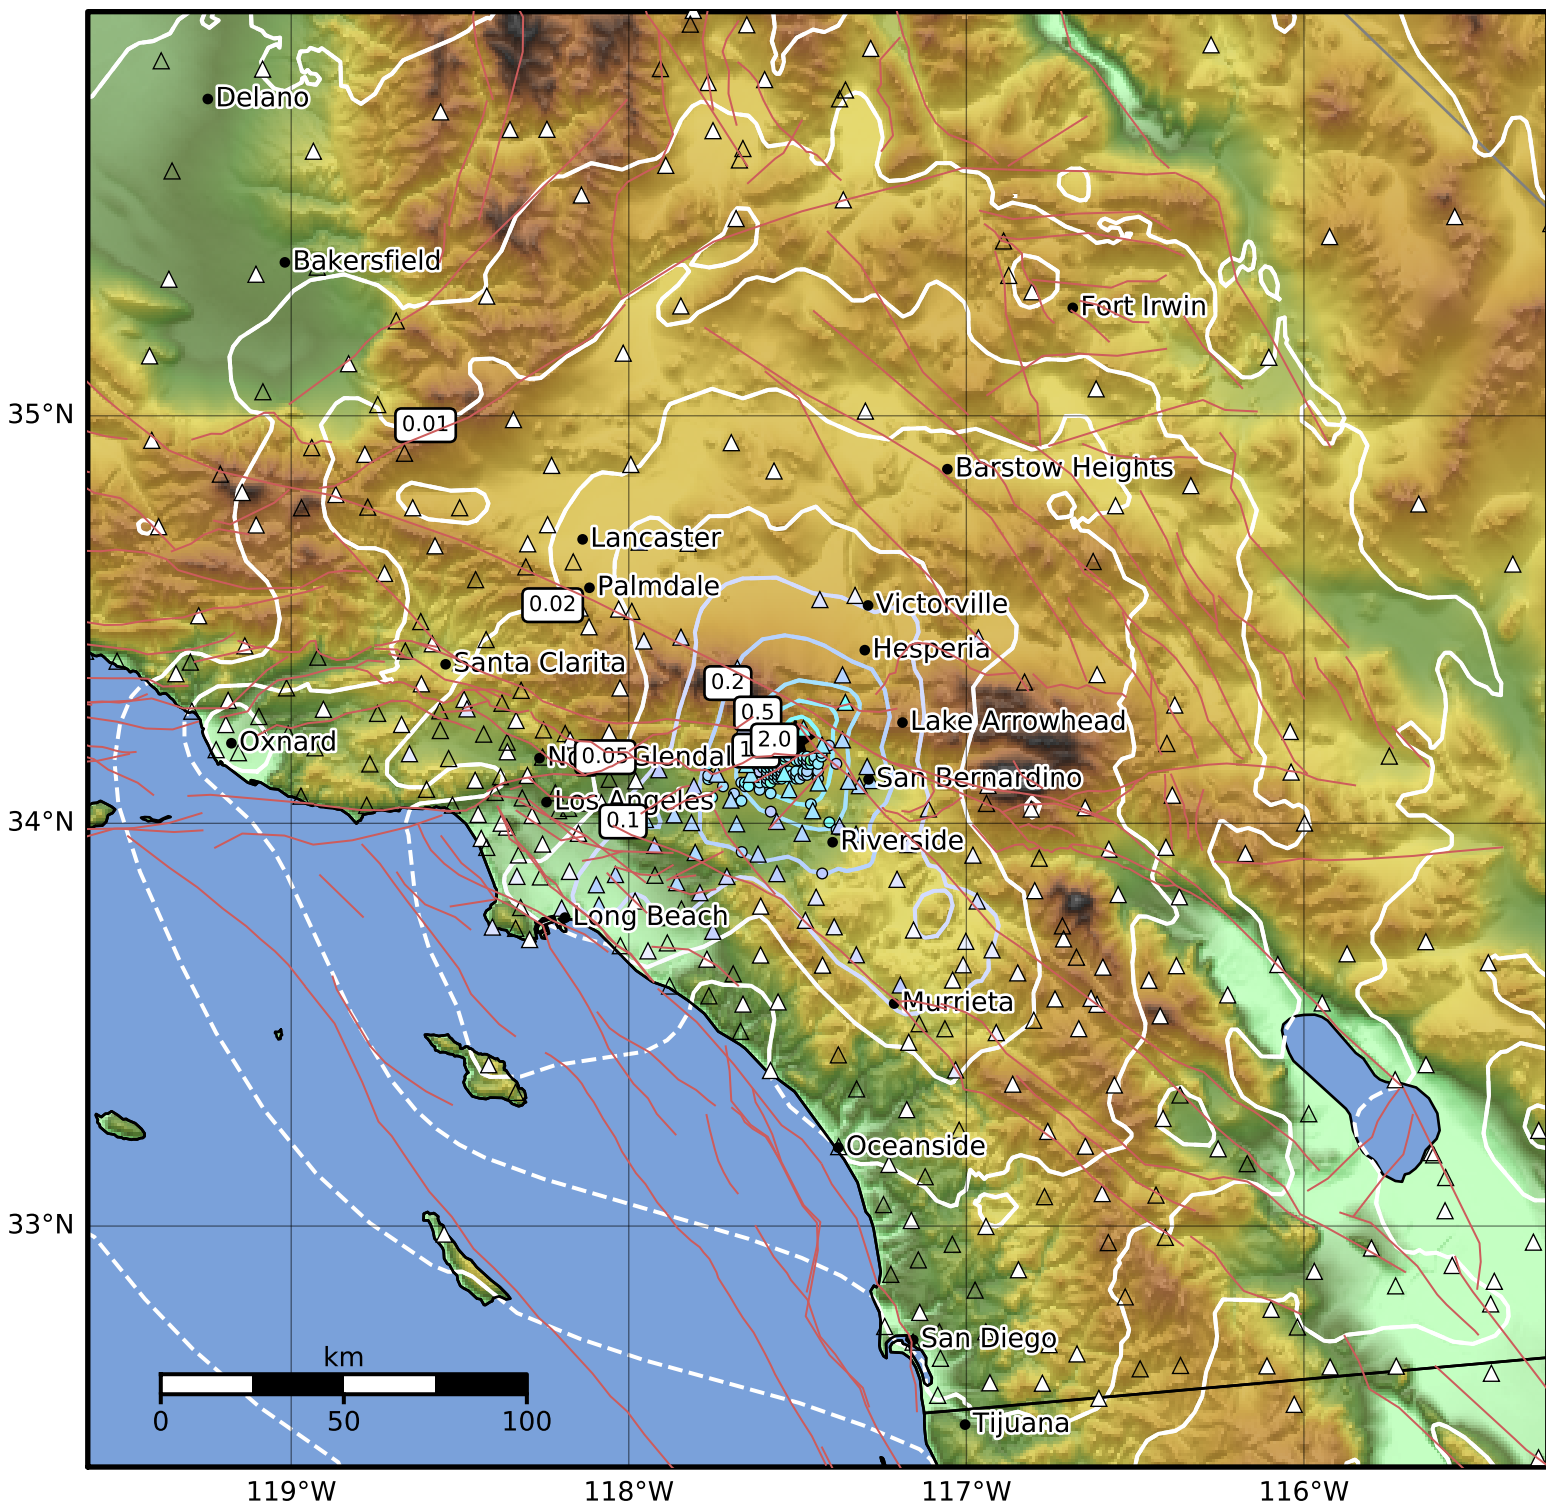 Delano
Bakersfield
Fort Irwin
35°N
0.01
Barstow Heights
Lancaster
Palmdale
0.02
Victorville
Hesperia
Santa Clarita
0.2
0.5
Lake Arrowhead
Oxnard
2.0
0.05
Glendal
San Bernardino
Los Angeles
34°N
0.1
Riverside
Long Beach
Murrieta
Oceanside
33°N
San Diego
km
0 50 100
Tijuana
119°W 118°W 117°W 116°W